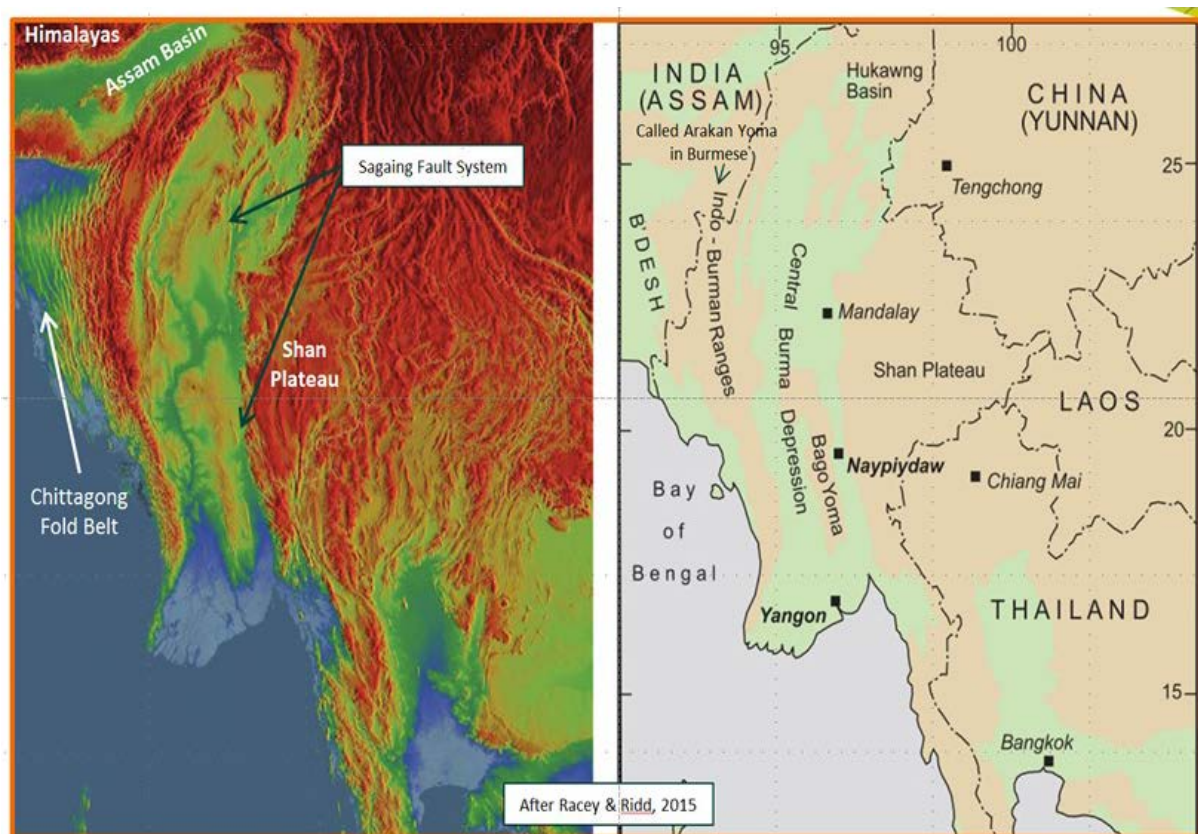 Himalayas
Assam Basin
Sagaing Fault System
Shan
Plateau
Chittagong
Fold Belt
After Racey & Ridd, 2015
95
100
INDIA
(ASSAM)
Hukawng
Basin
CHINA
(YUNNAN)
Called Arakan Yoma
in Burmese
25
Tengchong
B'DESH
Indo - Burman Ranges
Central Burma Depression
Mandalay
Shan Plateau
LAOS
20
Bago Yoma
Naypiydaw
Chiang Mai
Bay
of
Bengal
Yangon
THAILAND
15
Bangkok